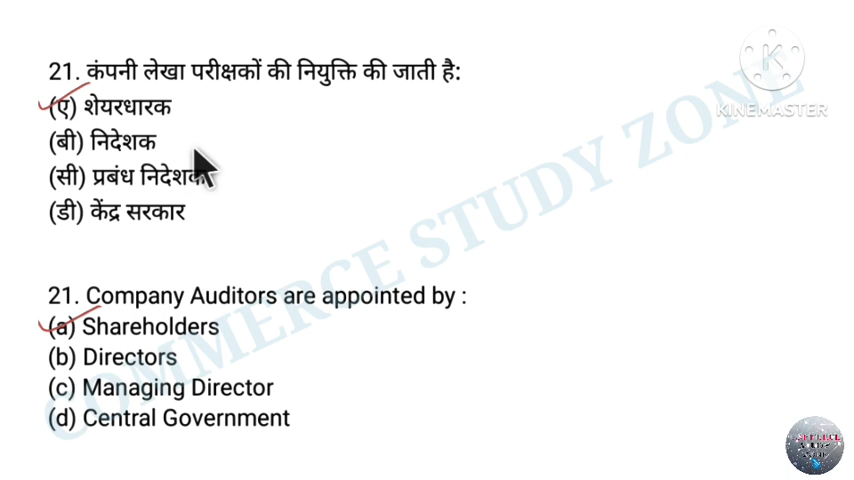 21. कंपनी लेखा परीक्षकों की नियुक्ति की जाती है:
(ए) शेयरधारक
(बी) निदेशक
(सी) प्रबंध निदेशक
(डी) केंद्र सरकार
21. Company Auditors are appointed by :
(a) Shareholders
(b) Directors
(c) Managing Director
(d) Central Government
COMMERCE STUDY ZONE
KINEMASTER